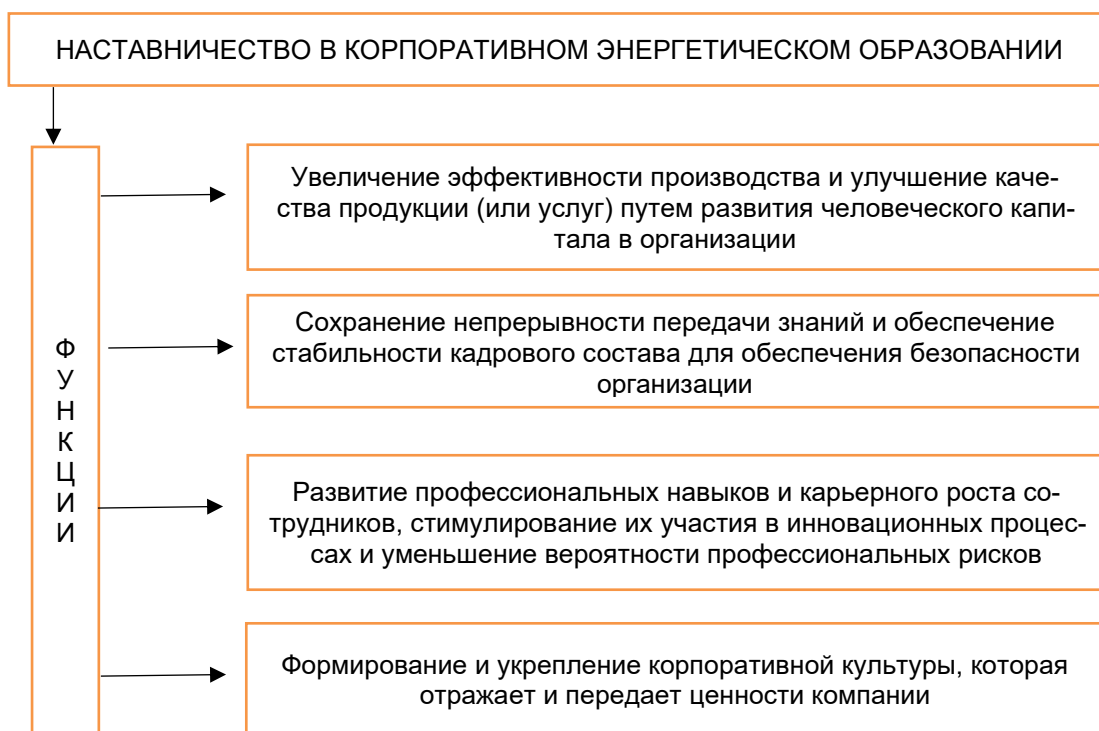 НАСТАВНИЧЕСТВО В КОРПОРАТИВНОМ ЭНЕРГЕТИЧЕСКОМ ОБРАЗОВАНИИ
Ф
У
Н
К
Ц
И
И
Увеличение эффективности производства и улучшение каче-
ства продукции (или услуг) путем развития человеческого капи-
тала в организации
Сохранение непрерывности передачи знаний и обеспечение
стабильности кадрового состава для обеспечения безопасности
организации
Развитие профессиональных навыков и карьерного роста со-
трудников, стимулирование их участия в инновационных процес-
сах и уменьшение вероятности профессиональных рисков
Формирование и укрепление корпоративной культуры, которая
отражает и передает ценности компании